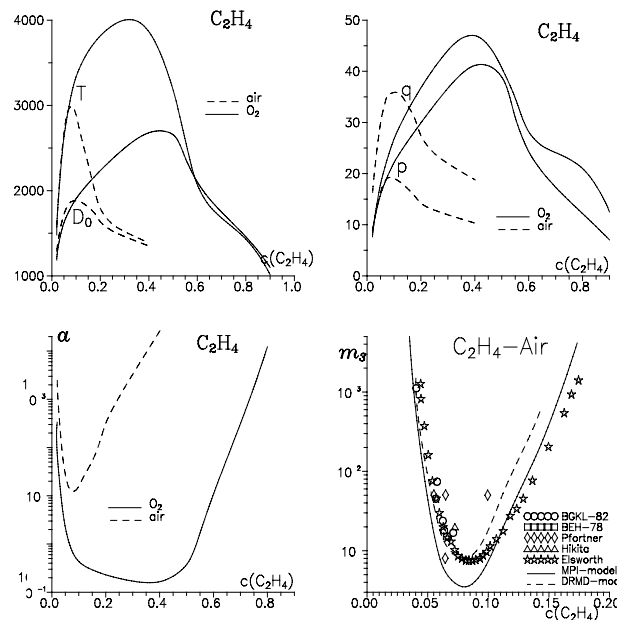 C₂H₄
4000
3000
2000
1000
T
D₀
air
O₂
0.0
0.2
0.4
0.6
0.8
1.0
c(C₂H₄)
C₂H₄
50
40
30
20
10
0
q
p
O₂
air
0.0
0.2
0.4
0.6
0.8
c(C₂H₄)
a
C₂H₄
10
O₂
air
0.0
0.2
0.4
0.6
0.8
c(C₂H₄)
m₃
C₂H₄-Air
10³
10²
10
BGKL-82
BEH-78
Pfortner
Hikita
Elsworth
MPI-model
DRMD-mod
0.00
0.05
0.10
0.15
0.20
c(C₂H₄)